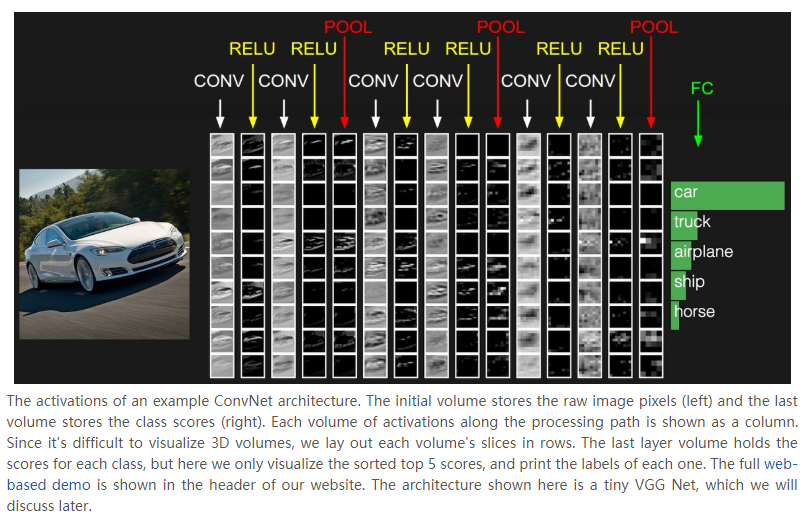 POOL POOL POOL
RELU RELU RELU RELU RELU RELU
CONV CONV CONV CONV CONV CONV
FC
car
truck
airplane
ship
horse
The activations of an example ConvNet architecture. The initial volume stores the raw image pixels (left) and the last
volume stores the class scores (right). Each volume of activations along the processing path is shown as a column.
Since it's difficult to visualize 3D volumes, we lay out each volume's slices in rows. The last layer volume holds the
scores for each class, but here we only visualize the sorted top 5 scores, and print the labels of each one. The full web-
based demo is shown in the header of our website. The architecture shown here is a tiny VGG Net, which we will
discuss later.